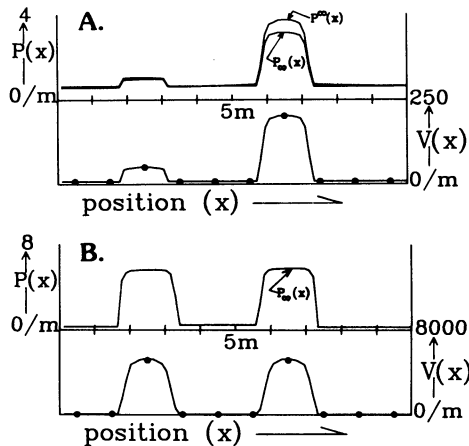 4
A.
P∞(x)
P(x)
P∞(x)
0/m
5m
250
V(x)
0/m
position (x)
8
B.
P(x)
P∞(x)
0/m
5m
8000
V(x)
0/m
position (x)